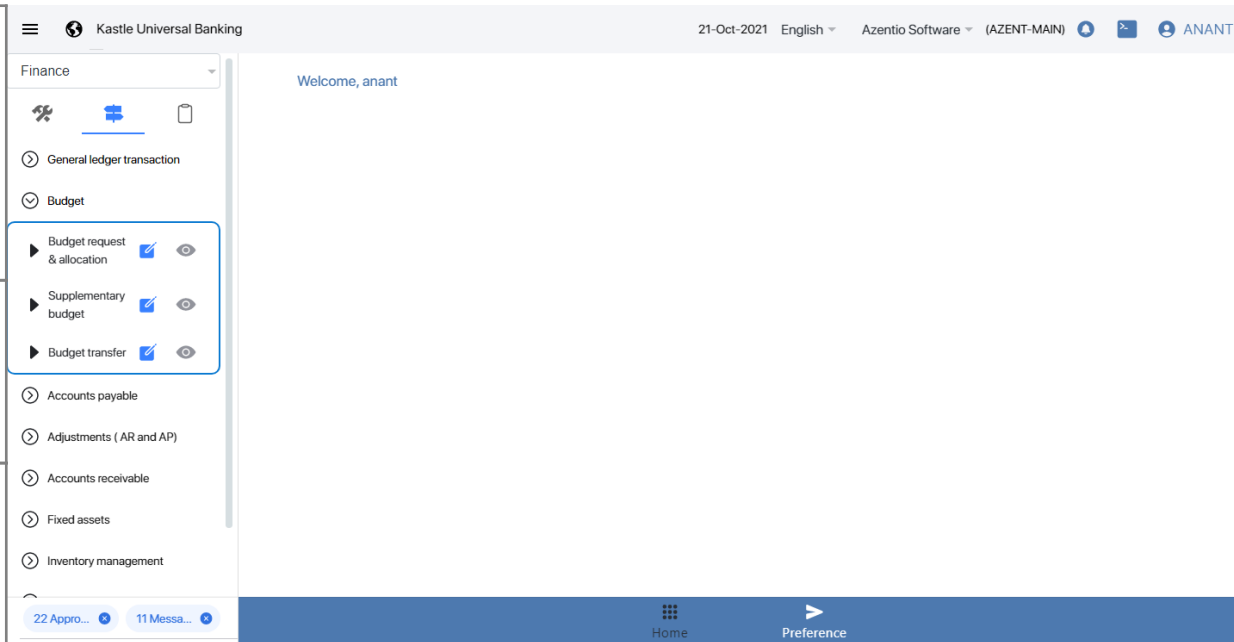 Kastle Universal Banking
21-Oct-2021 English Azentio Software (AZENT-MAIN) ANANT
Finance
Welcome, anant
General ledger transaction
Budget
Budget request
& allocation
Supplementary
budget
Budget transfer
Accounts payable
Adjustments ( AR and AP)
Accounts receivable
Fixed assets
Inventory management
22 Appro... 11 Messa...
Home Preference